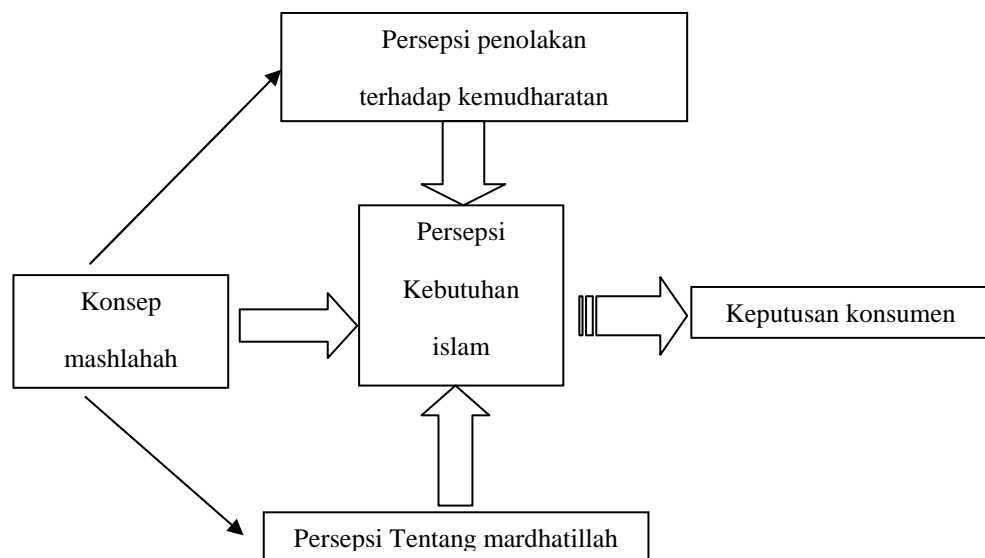 Persepsi penolakan
terhadap kemudharatan
Persepsi
Kebutuhan
islam
Konsep
mashlahah
Keputusan konsumen
Persepsi Tentang mardhatillah